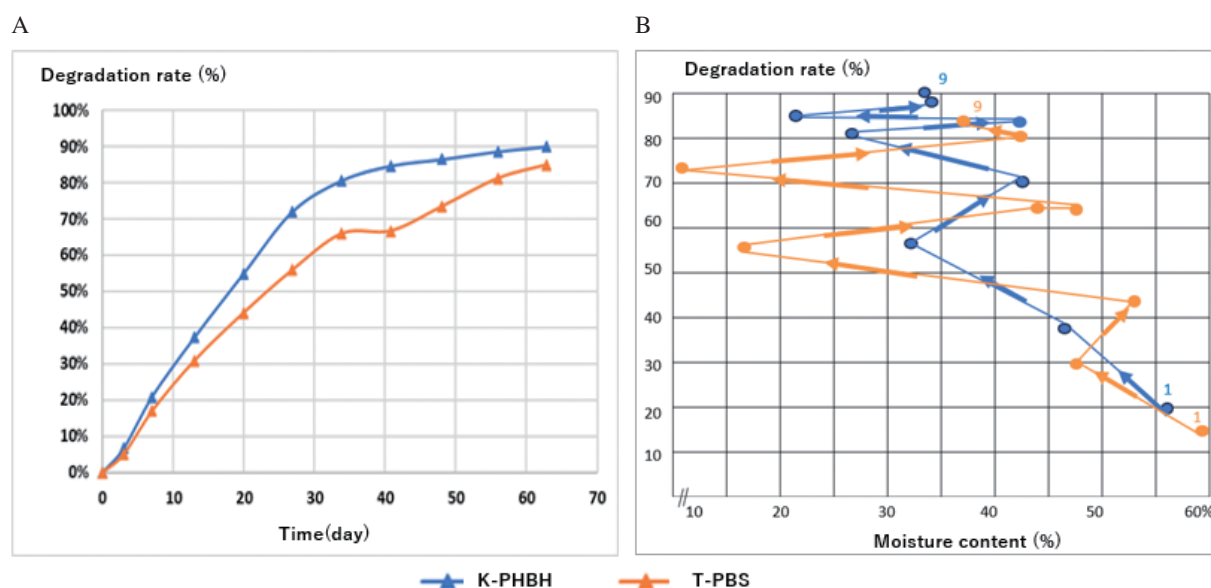 A
Degradation rate (%)
100%
90%
80%
70%
60%
50%
40%
30%
20%
10%
0%
0 10 20 30 40 50 60 70
Time(day)
B
Degradation rate (%)
90
80
70
60
50
40
30
20
10
9
9
1
1
// 10 20 30 40 50 60%
Moisture content (%)
K-PHBH T-PBS